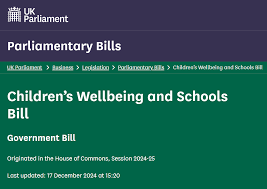 UK
Parliament
Parliamentary Bills
UK Parliament > Business > Legislation > Parliamentary Bills > Children's Wellbeing and Schools Bill
Children's Wellbeing and Schools
Bill
Government Bill
Originated in the House of Commons, Session 2024-25
Last updated: 17 December 2024 at 15:20